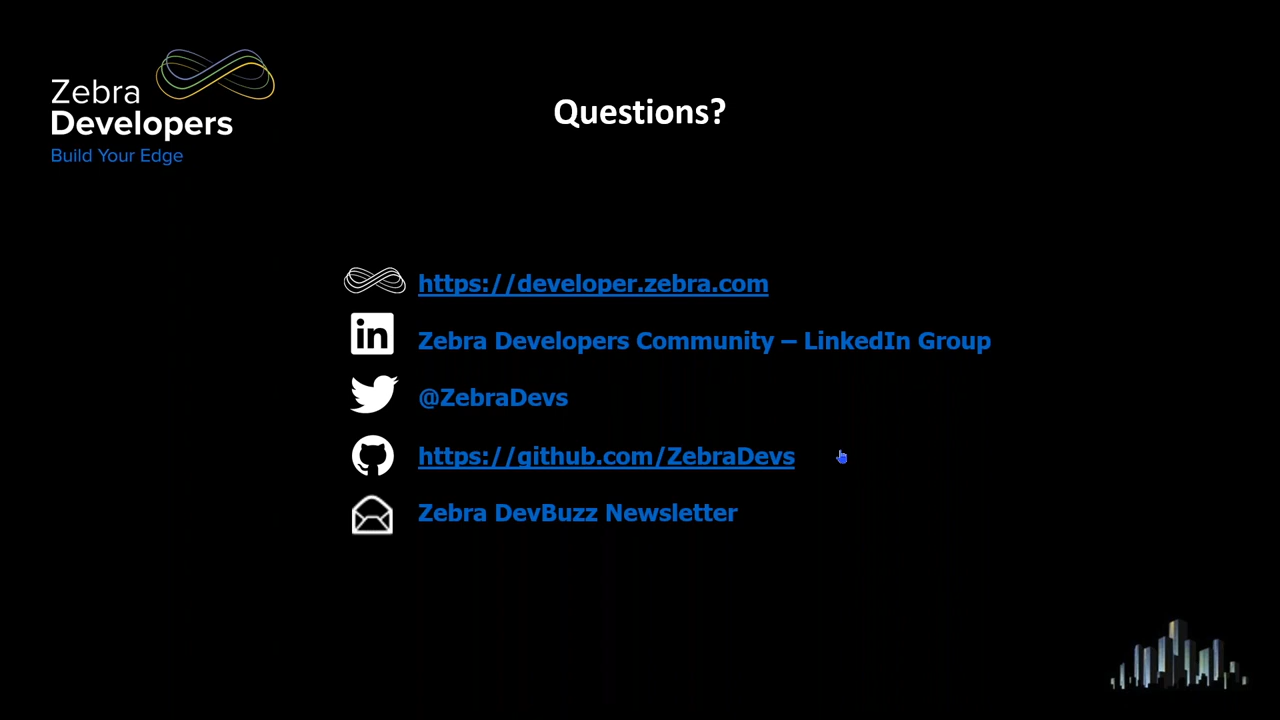 Zebra
Developers
Build Your Edge
Questions?
https://developer.zebra.com
in
Zebra Developers Community – LinkedIn Group
@ZebraDevs
https://github.com/ZebraDevs
Zebra DevBuzz Newsletter